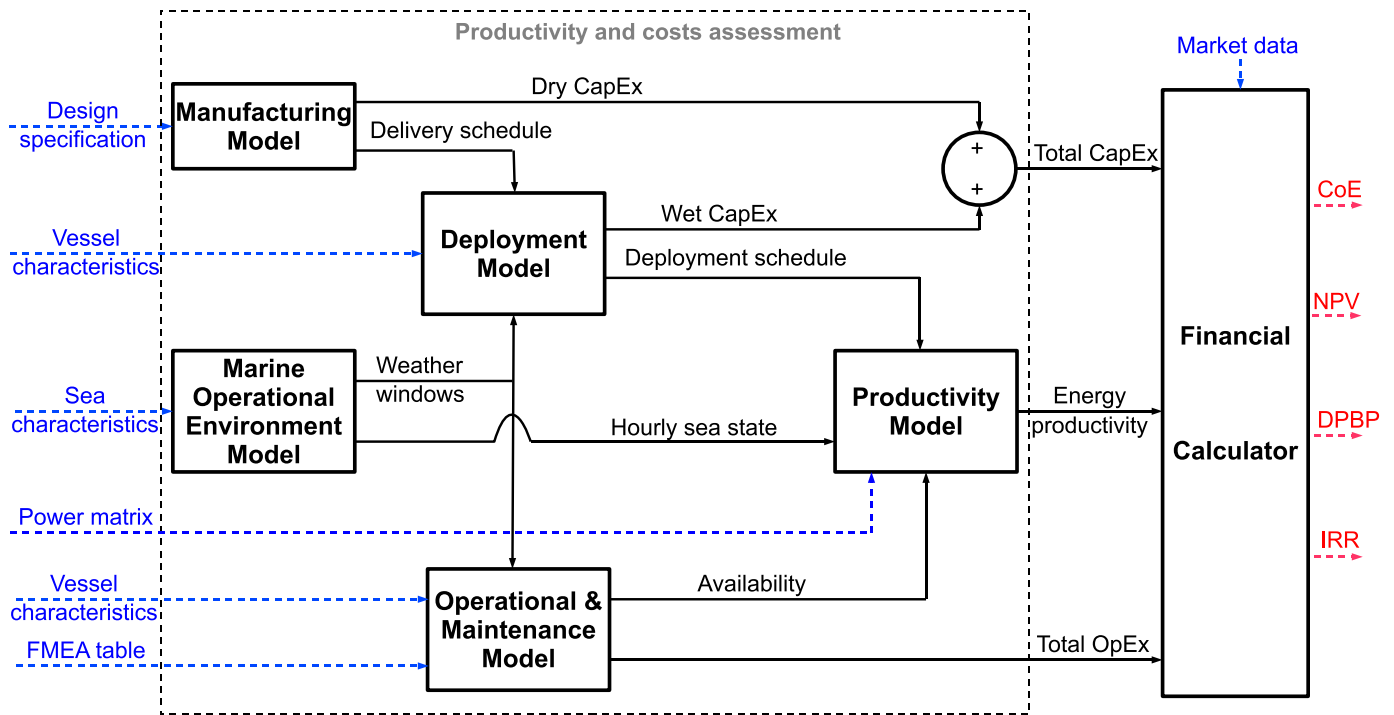 Productivity and costs assessment
Market data
Design
specification
Manufacturing
Model
Dry CapEx
Delivery schedule
+
+
Total CapEx
CoE
Vessel
characteristics
Deployment
Model
Wet CapEx
Deployment schedule
NPV
Financial
Calculator
Sea
characteristics
Marine
Operational
Environment
Model
Weather
windows
Hourly sea state
Productivity
Model
Energy
productivity
DPBP
Power matrix
IRR
Vessel
characteristics
FMEA table
Operational &
Maintenance
Model
Availability
Total OpEx